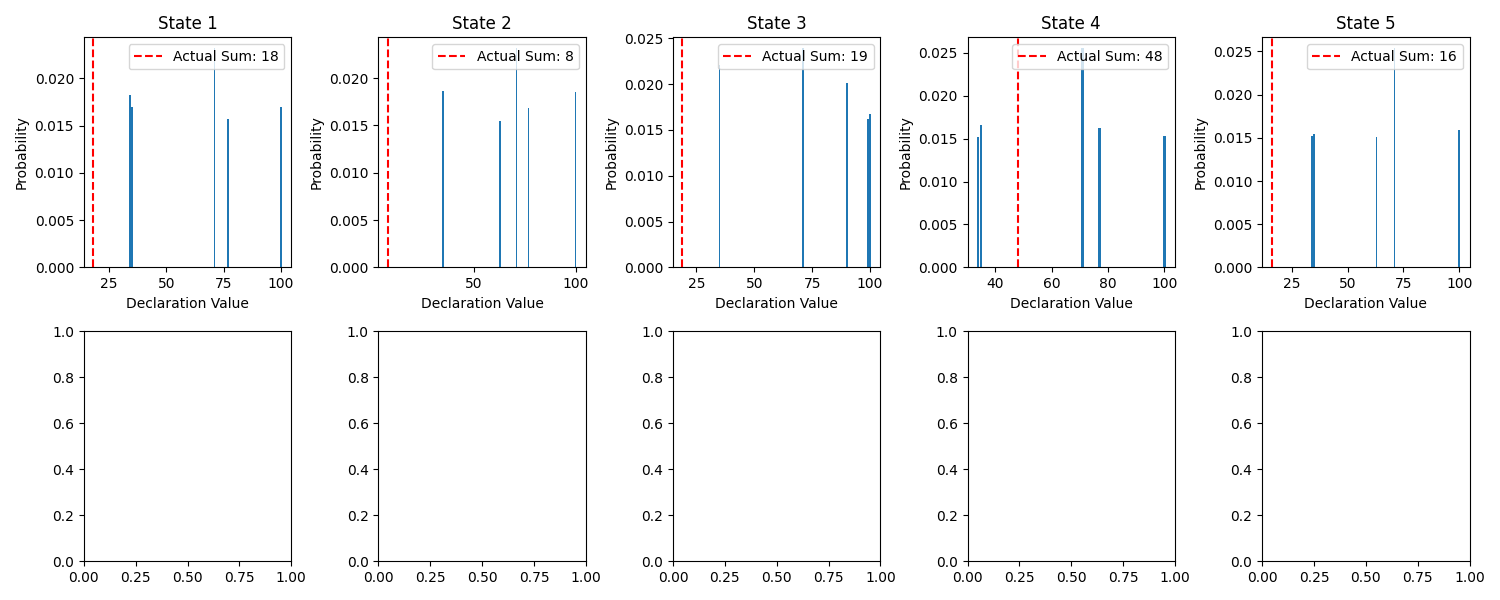 State 1 State 2 State 3 State 4 State 5
Actual Sum: 18 Actual Sum: 8 Actual Sum: 19 Actual Sum: 48 Actual Sum: 16
Probability Probability Probability Probability Probability
0.020 0.020 0.025 0.025 0.025
0.015 0.015 0.020 0.020 0.020
0.010 0.010 0.015 0.015 0.015
0.005 0.005 0.010 0.010 0.010
0.000 0.000 0.005 0.005 0.005
0.000 0.000 0.000
25 50 75 100 50 100 25 50 75 100 40 60 80 100 25 50 75 100
Declaration Value Declaration Value Declaration Value Declaration Value Declaration Value
1.0 1.0 1.0 1.0 1.0
0.8 0.8 0.8 0.8 0.8
0.6 0.6 0.6 0.6 0.6
0.4 0.4 0.4 0.4 0.4
0.2 0.2 0.2 0.2 0.2
0.0 0.0 0.0 0.0 0.0
0.00 0.25 0.50 0.75 1.00 0.00 0.25 0.50 0.75 1.00 0.00 0.25 0.50 0.75 1.00 0.00 0.25 0.50 0.75 1.00 0.00 0.25 0.50 0.75 1.00